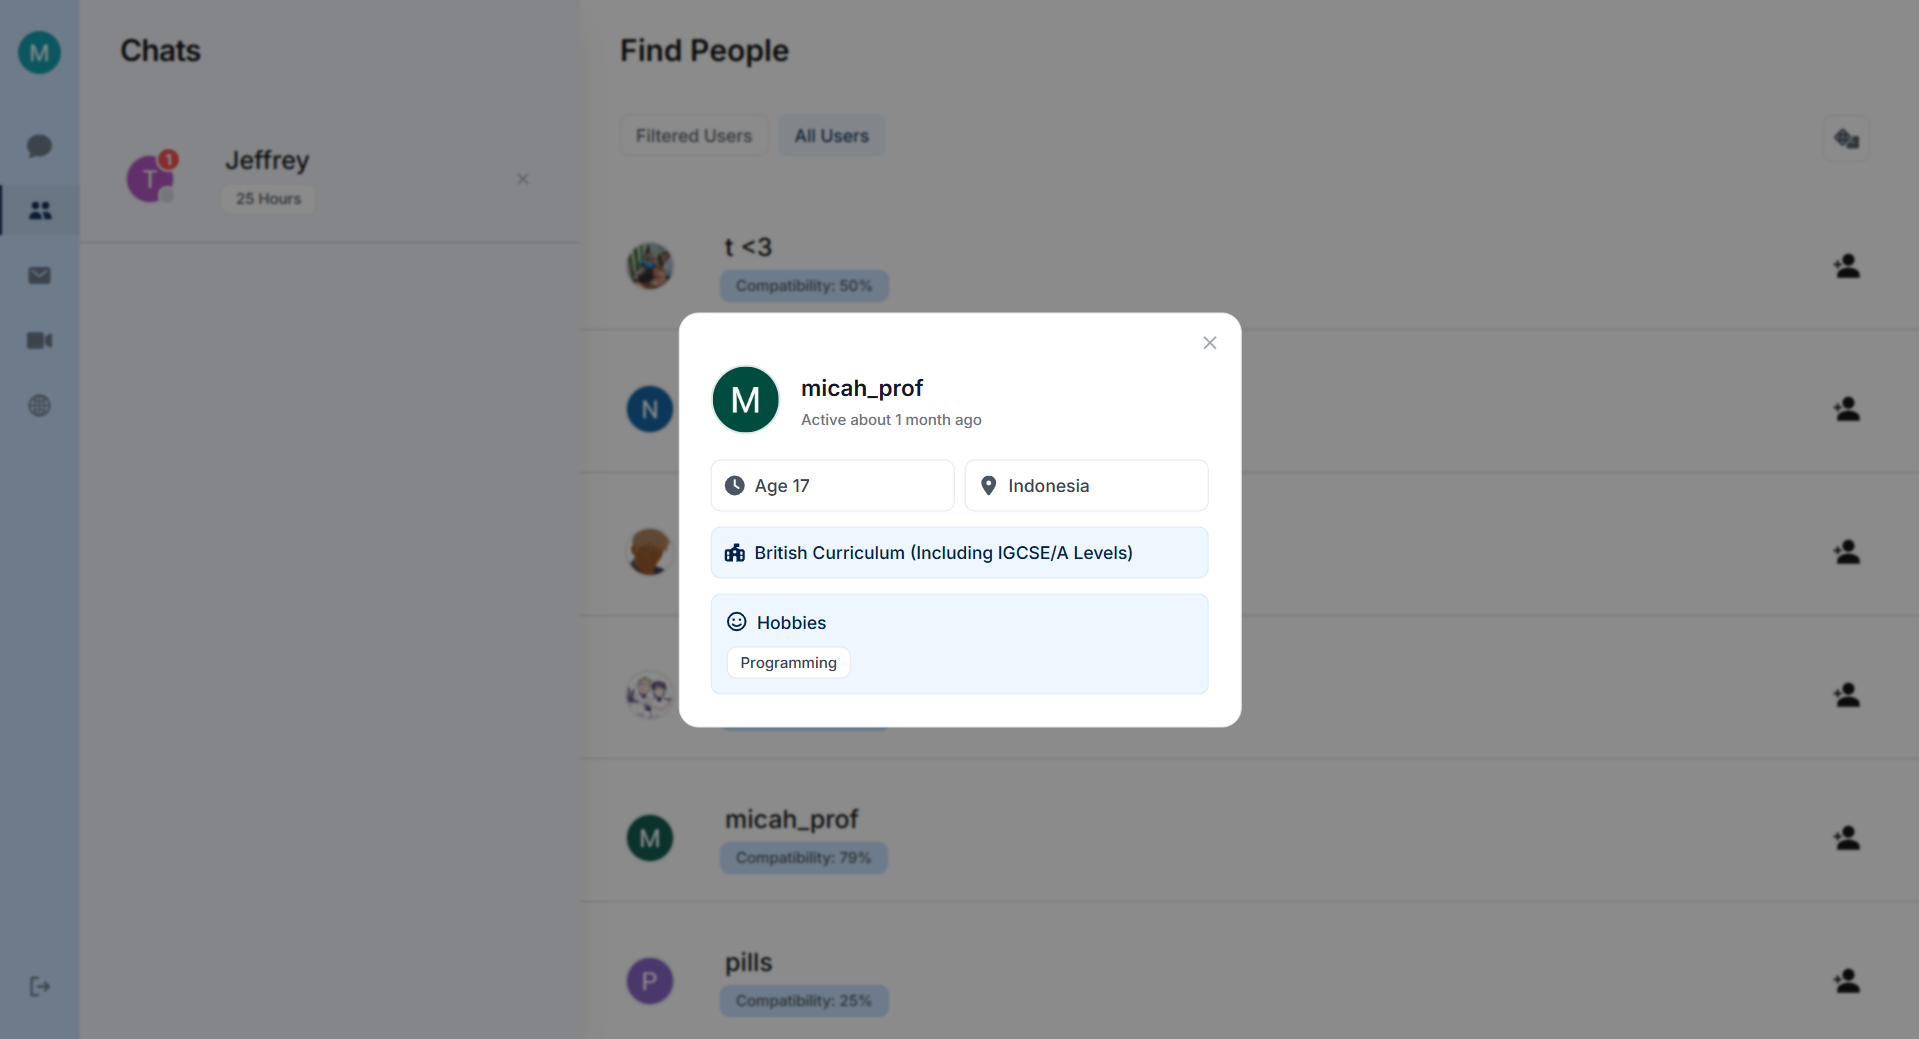 M
Chats
T
1
Jeffrey
25 Hours
Find People
Filtered Users
All Users
t <3
Compatibility: 50%
N
M
micah_prof
Active about 1 month ago
Age 17
Indonesia
British Curriculum (Including IGCSE/A Levels)
Hobbies
Programming
M
micah_prof
Compatibility: 79%
P
pills
Compatibility: 25%